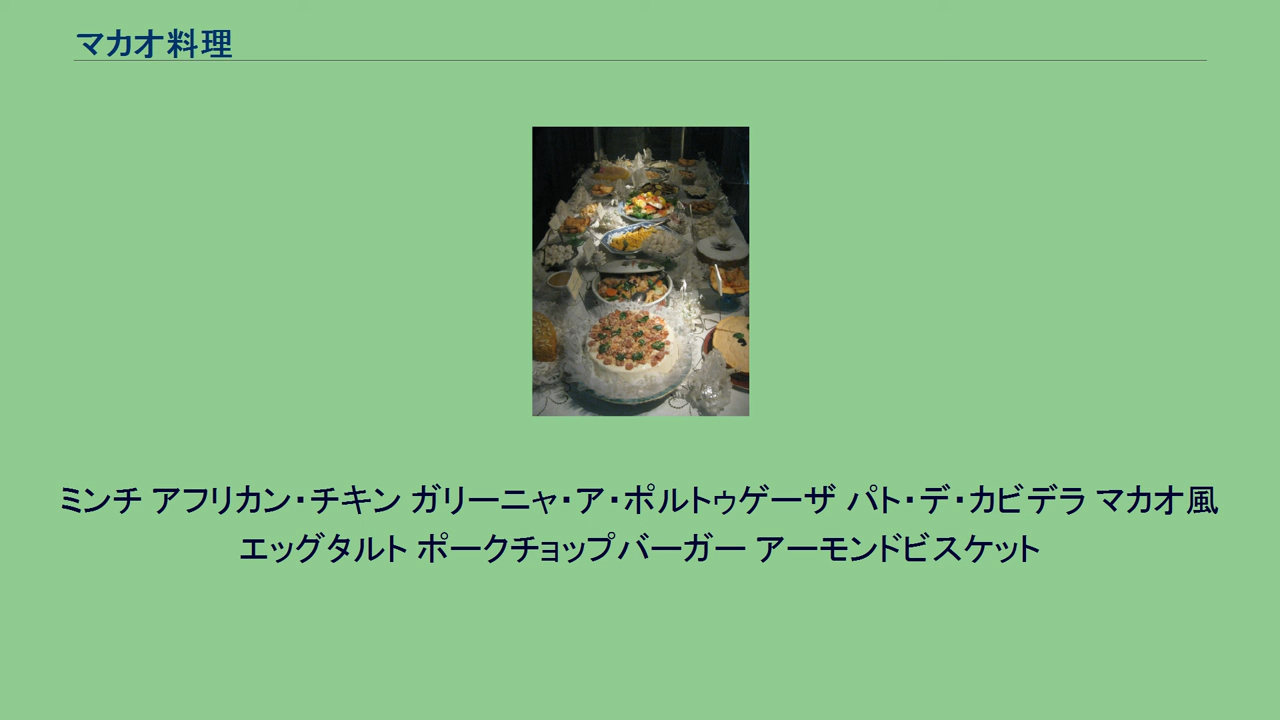 マカオ料理
ミンチ アフリカン・チキン ガリーニャ・ア・ポルトゥゲーザ パト・デ・カビデラ マカオ風
エッグタルト ポークチョップバーガー アーモンドビスケット